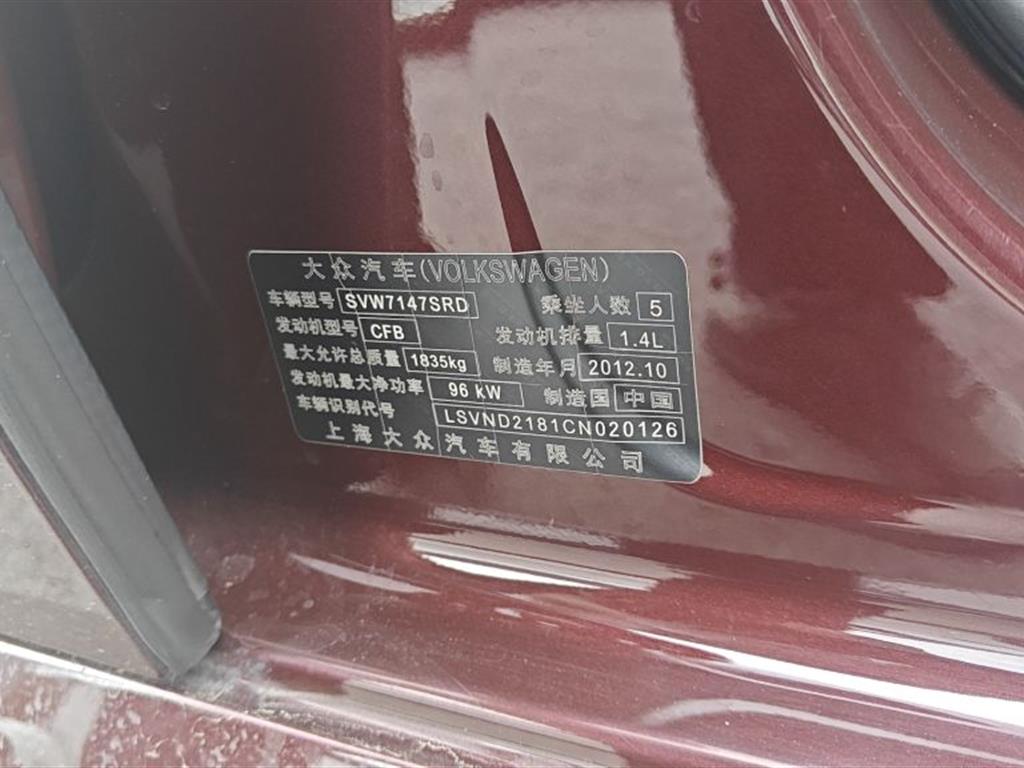 大众汽车(VOLKSWAGEN)
车辆型号 SVW7147SRD 乘坐人数 5
发动机型号 CFB 发动机排量 1.4L
最大允许总质量 1835kg 制造年月 2012.10
发动机最大净功率 96 kW 制造国 中国
车辆识别代号 LSVND2181CN020126
上海大众汽车有限公司